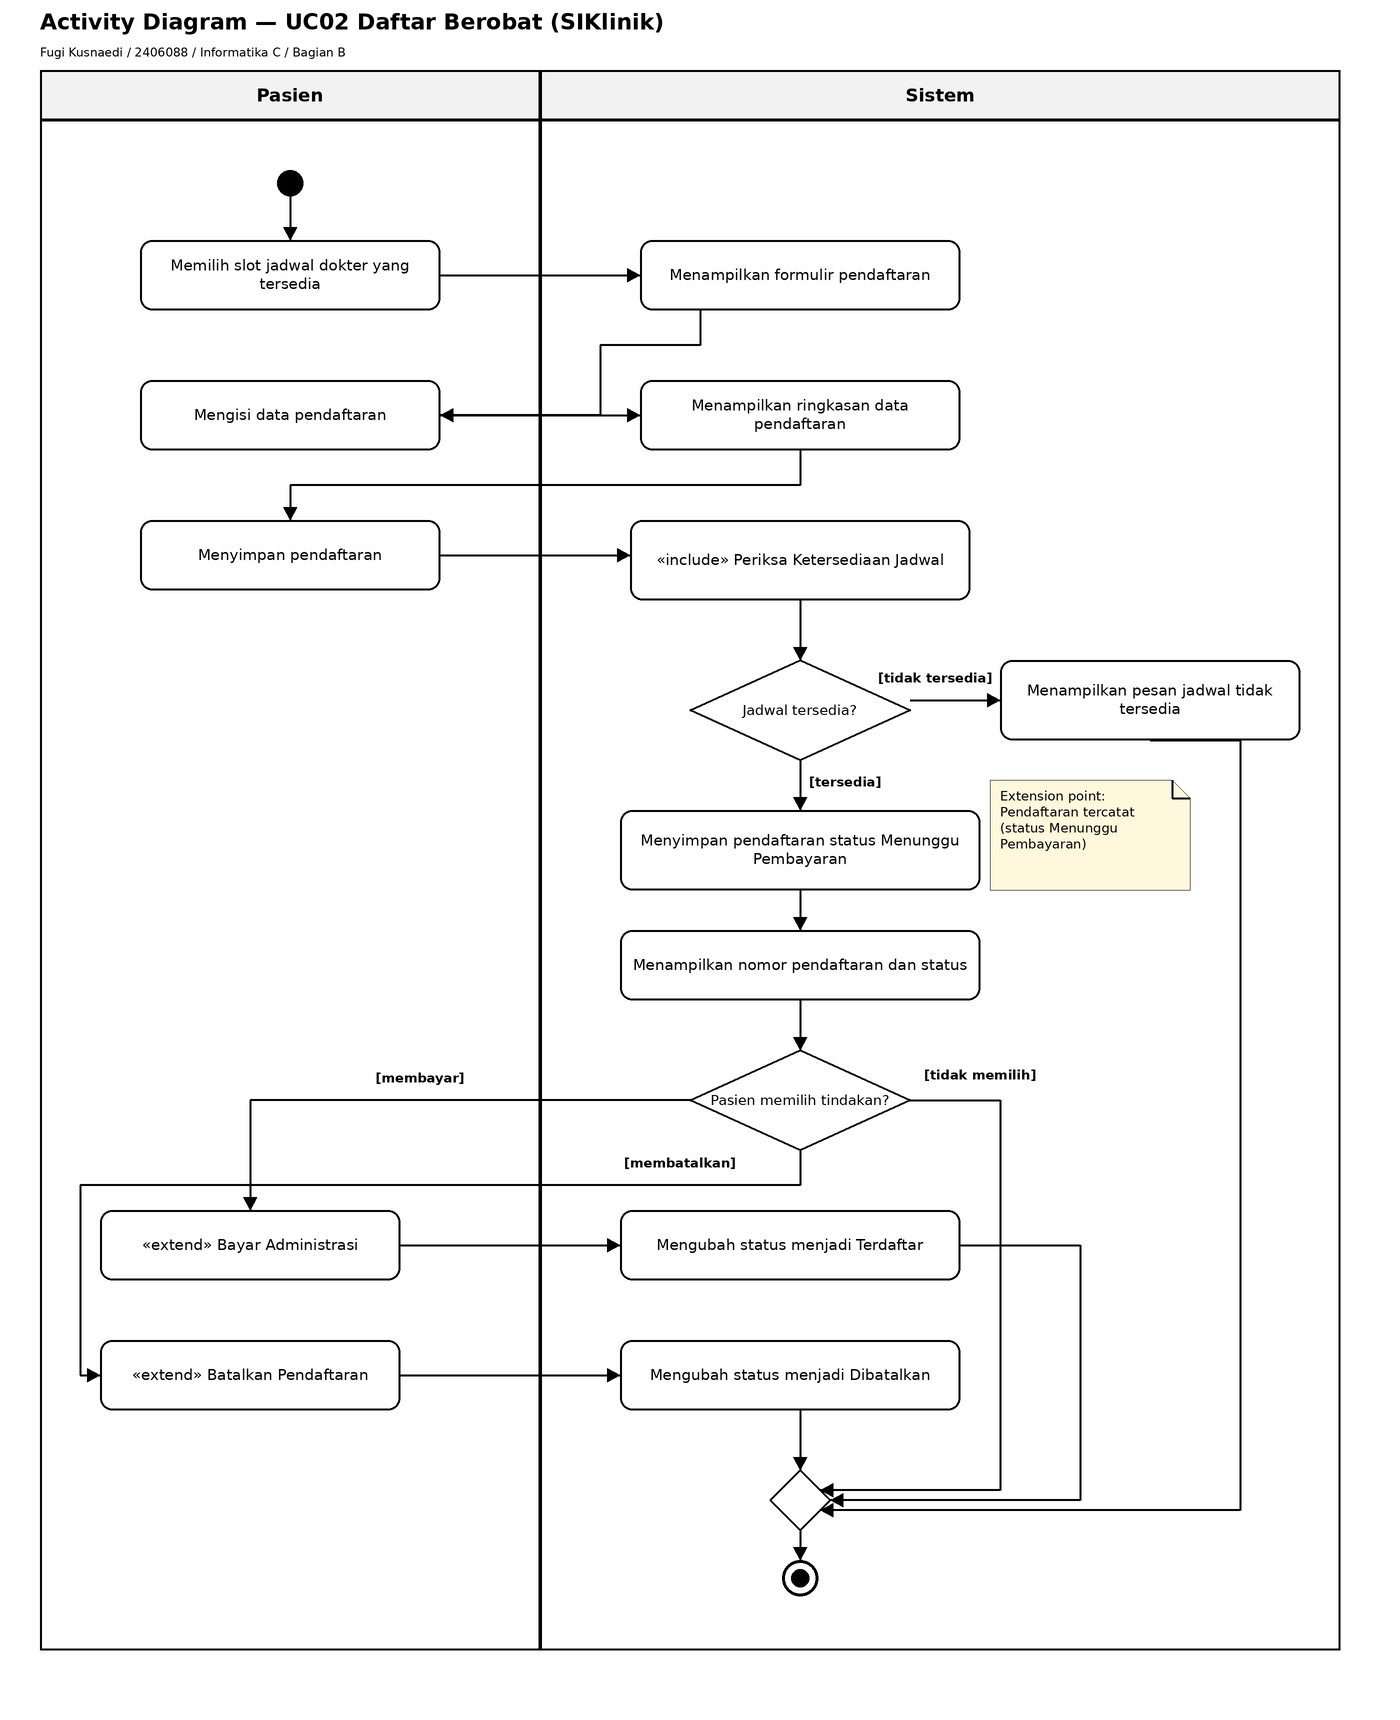 Activity Diagram — UC02 Daftar Berobat (SIKlinik)
Fugi Kusnaedi / 2406088 / Informatika C / Bagian B
Pasien
Sistem
Memilih slot jadwal dokter yang
tersedia
Menampilkan formulir pendaftaran
Mengisi data pendaftaran
Menampilkan ringkasan data
pendaftaran
Menyimpan pendaftaran
«include» Periksa Ketersediaan Jadwal
Jadwal tersedia?
[tidak tersedia]
Menampilkan pesan jadwal tidak
tersedia
[tersedia]
Menyimpan pendaftaran status Menunggu
Pembayaran
Extension point:
Pendaftaran tercatat
(status Menunggu
Pembayaran)
Menampilkan nomor pendaftaran dan status
[membayar]
Pasien memilih tindakan?
[tidak memilih]
[membatalkan]
«extend» Bayar Administrasi
Mengubah status menjadi Terdaftar
«extend» Batalkan Pendaftaran
Mengubah status menjadi Dibatalkan